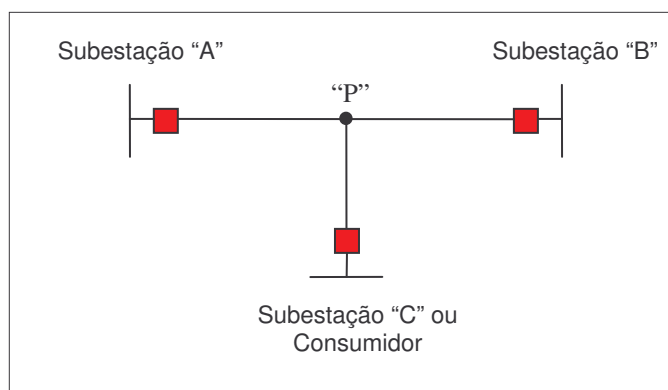 Subestação “A”
Subestação “B”
“P”
Subestação “C” ou
Consumidor